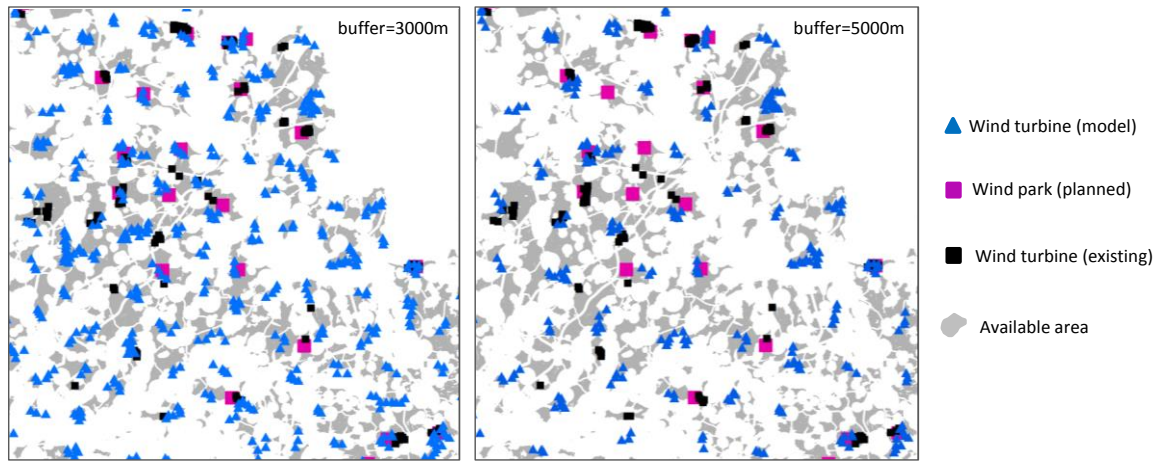 buffer=3000m
buffer=5000m
Wind turbine (model)
Wind park (planned)
Wind turbine (existing)
Available area